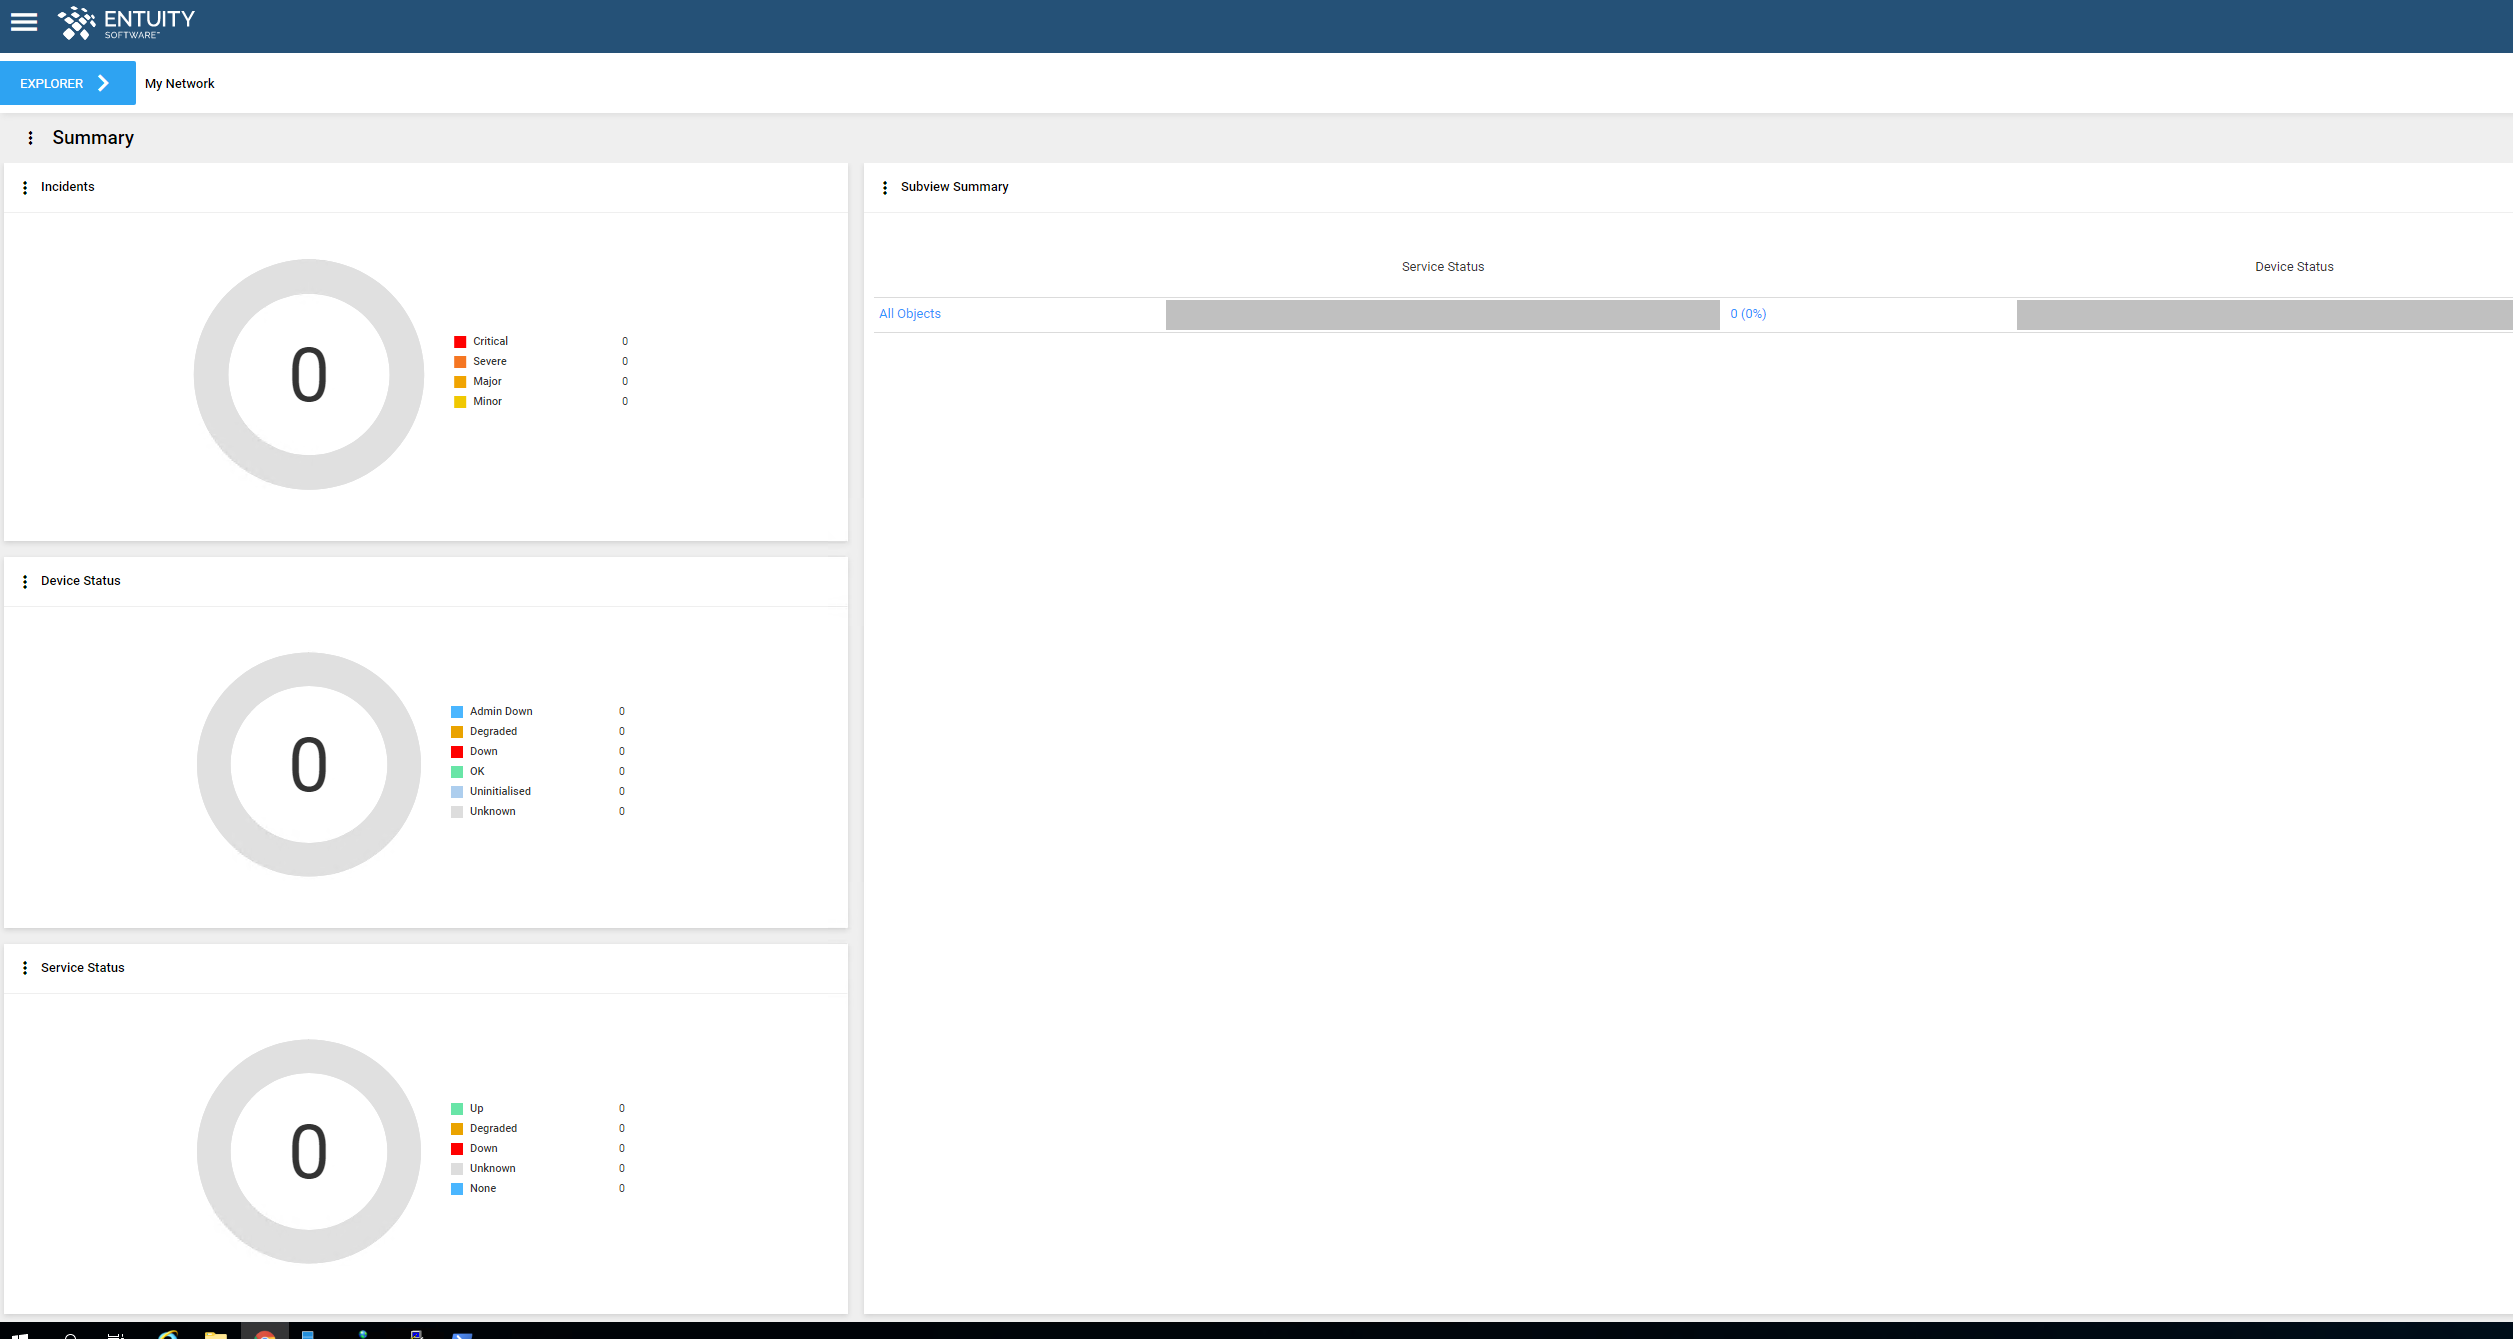 ENTUITY
SOFTWARE™
EXPLORER
My Network
Summary
Incidents
0
Critical 0
Severe 0
Major 0
Minor 0
Device Status
0
Admin Down 0
Degraded 0
Down 0
OK 0
Uninitialised 0
Unknown 0
Service Status
0
Up 0
Degraded 0
Down 0
Unknown 0
None 0
Subview Summary
Service Status Device Status
All Objects 0 (0%)